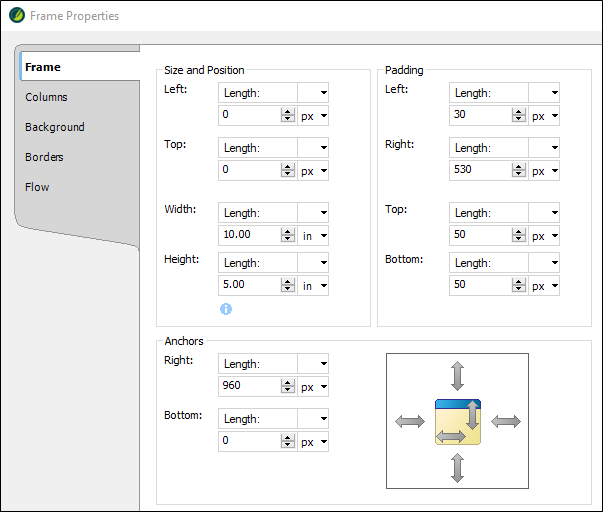 Frame Properties
Frame
Columns
Background
Borders
Flow
Size and Position
Left: Length:
0 px
Top: Length:
0 px
Width: Length:
10.00 in
Height: Length:
5.00 in
i
Padding
Left: Length:
30 px
Right: Length:
530 px
Top: Length:
50 px
Bottom: Length:
50 px
Anchors
Right: Length:
960 px
Bottom: Length:
0 px